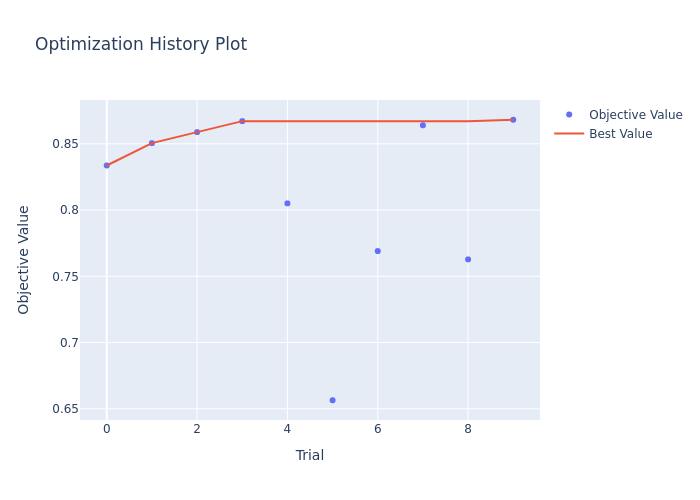 Optimization History Plot
Objective Value
Best Value
0.85
0.8
0.75
0.7
0.65
Objective Value
0
2
4
6
8
Trial